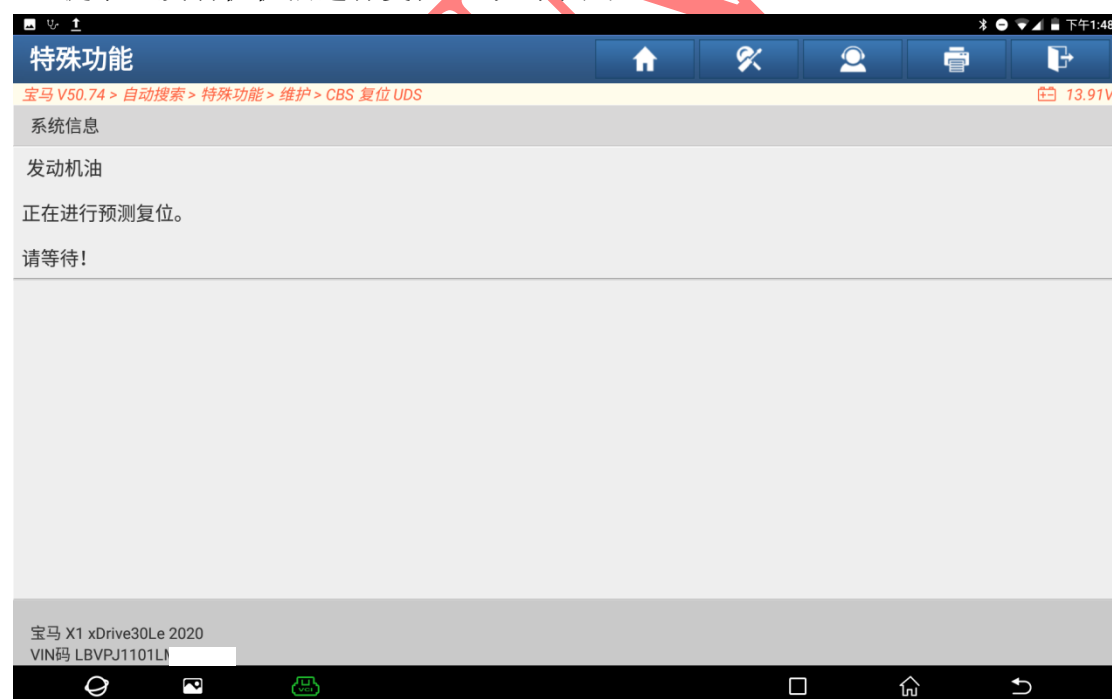 下午1:48
特殊功能
宝马 V50.74 > 自动搜索 > 特殊功能 > 维护 > CBS 复位 UDS
13.91V
系统信息
发动机油
正在进行预测复位。
请等待!
宝马 X1 xDrive30Le 2020
VIN码 LBVPJ1101LM
VCI